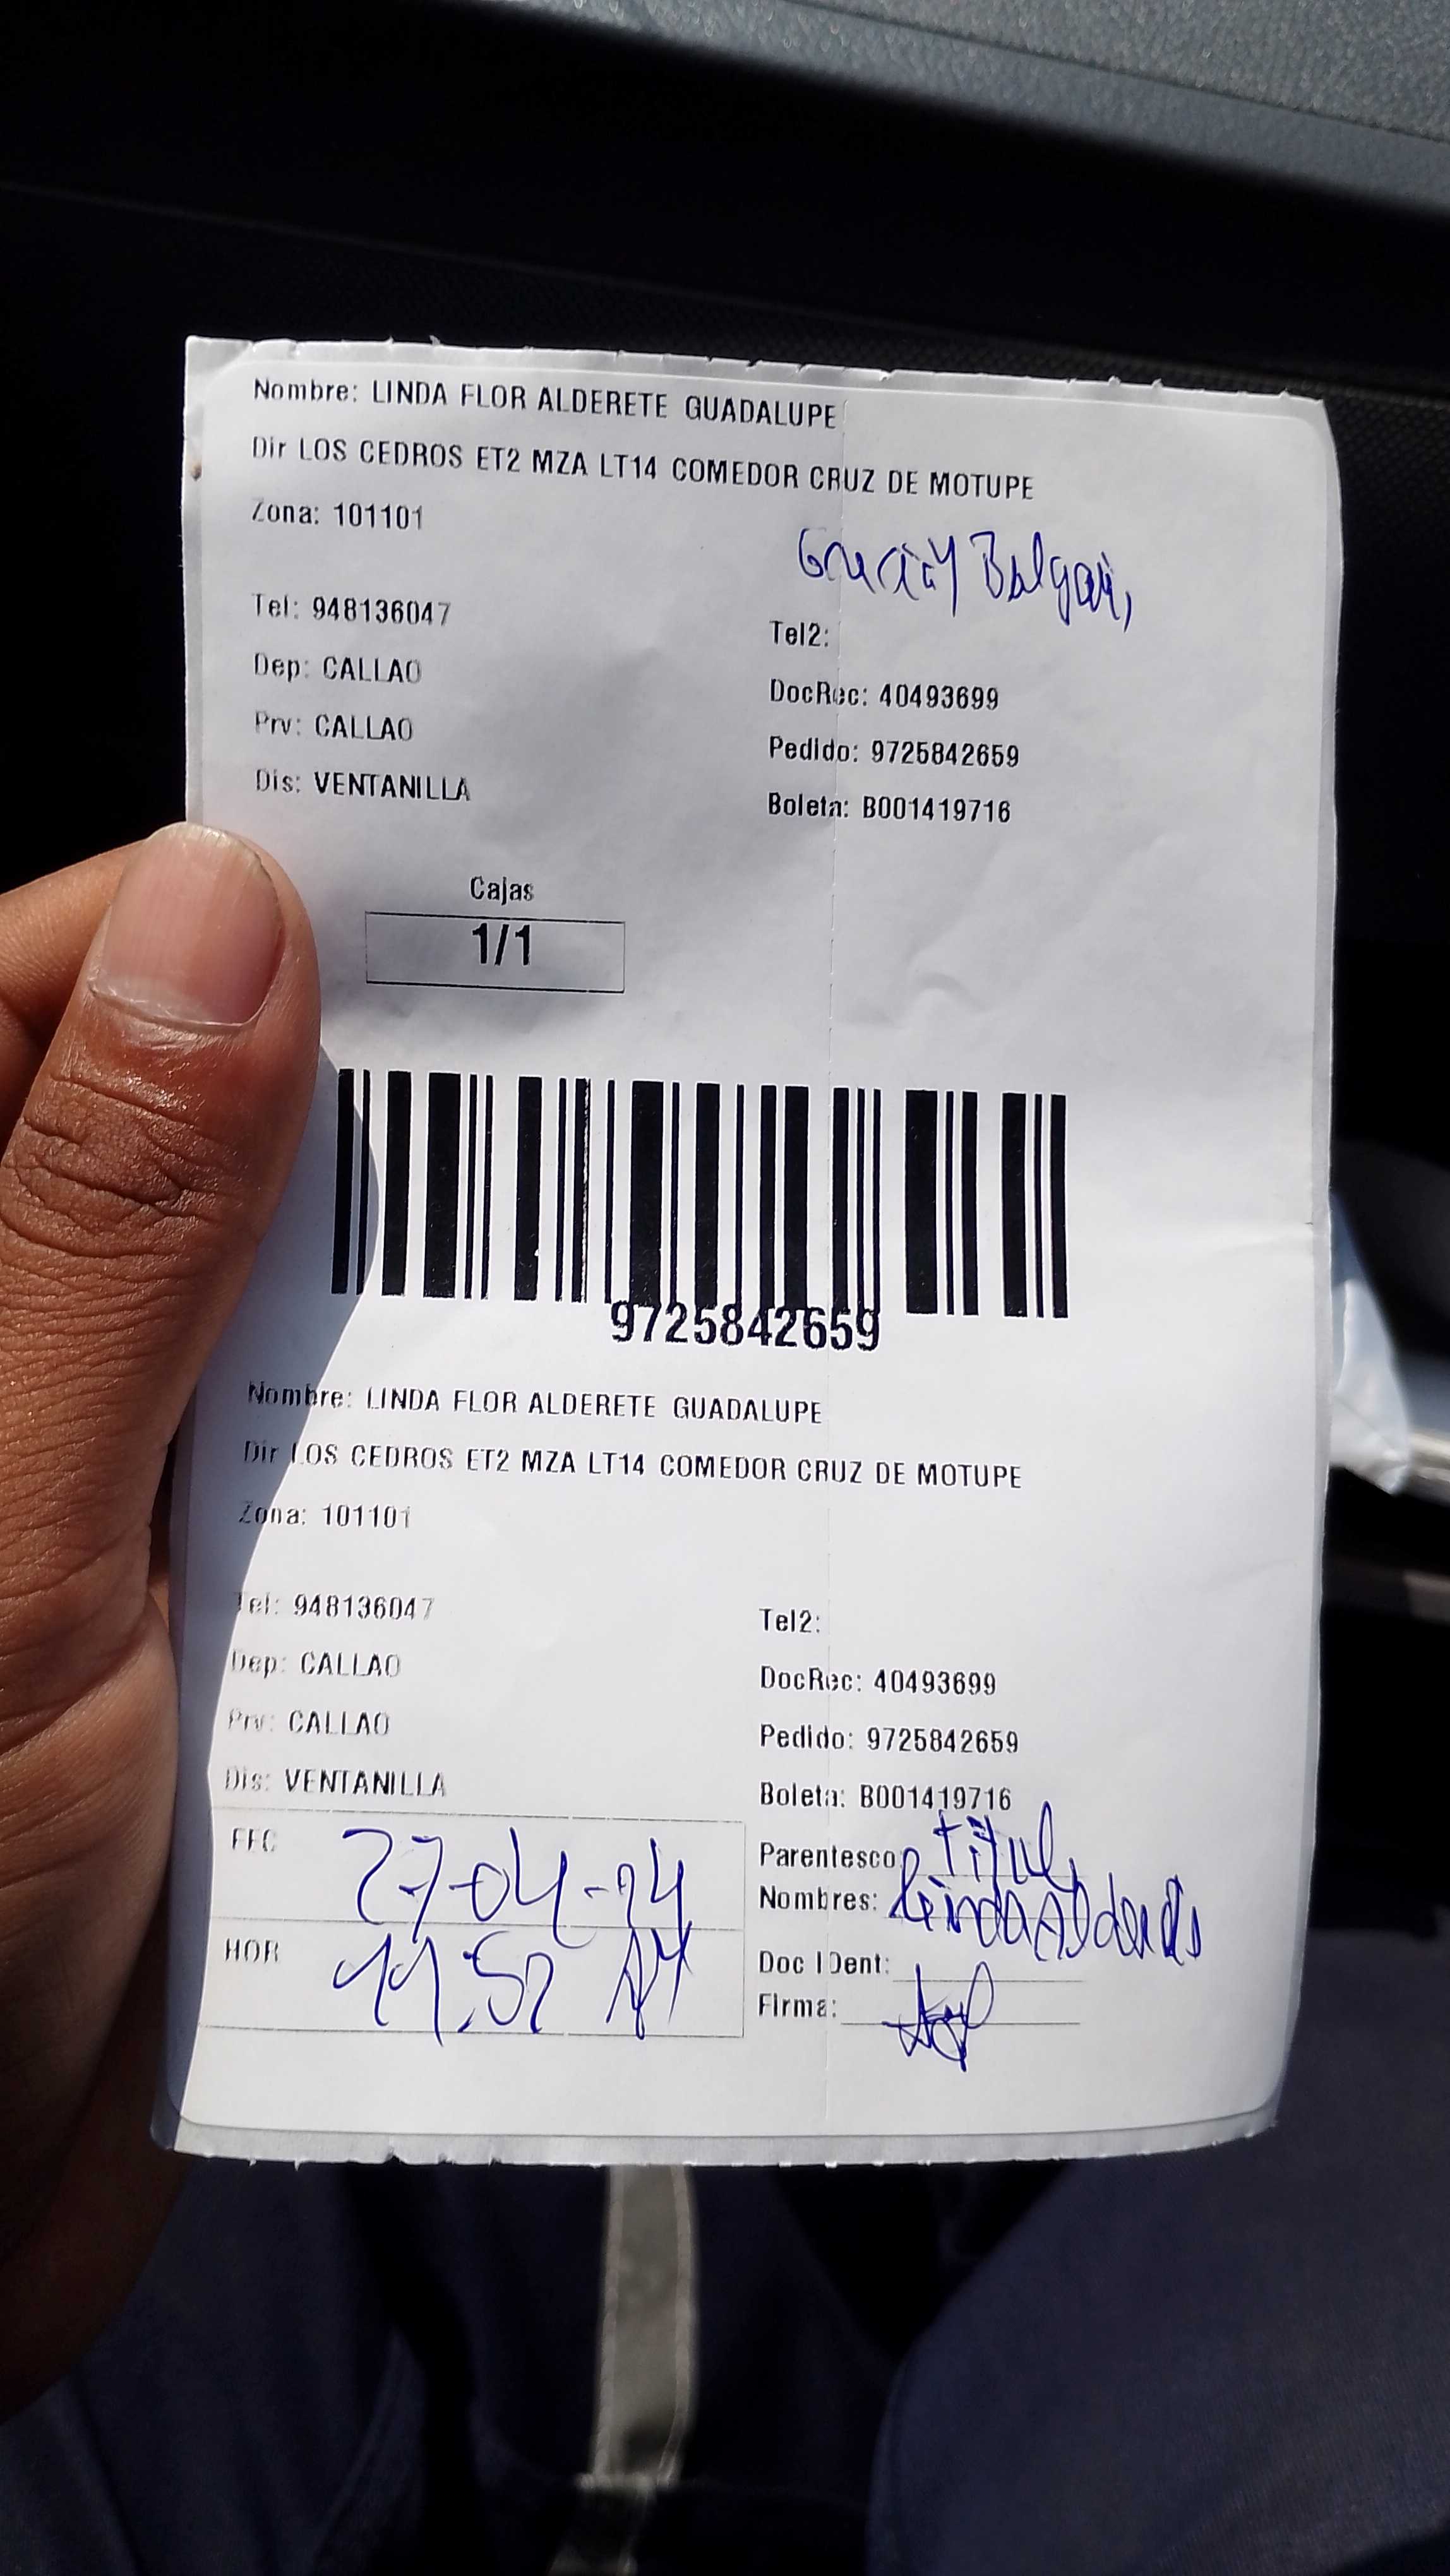 Nombre: LINDA FLOR ALDERETE GUADALUPE
Dir LOS CEDROS ET2 MZA LT14 COMEDOR CRUZ DE MOTUPE
Zona: 101101
Tel: 948136047
Tel2:
Dep: CALLAO
DocRec: 40493699
Prv: CALLAO
Pedido: 9725842659
Dis: VENTANILLA
Boleta: B001419716
Cajas
1/1
9725842659
Nombre: LINDA FLOR ALDERETE GUADALUPE
Dir LOS CEDROS ET2 MZA LT14 COMEDOR CRUZ DE MOTUPE
Zona: 101101
Tel: 948136047
Tel2:
Dep: CALLAO
DocRec: 40493699
Prv: CALLAO
Pedido: 9725842659
Dis: VENTANILLA
Boleta: B001419716
FEC 27-04-24
Parentesco:
Nombres: Linda
HOR 11:52
Doc IDent:
Firma: